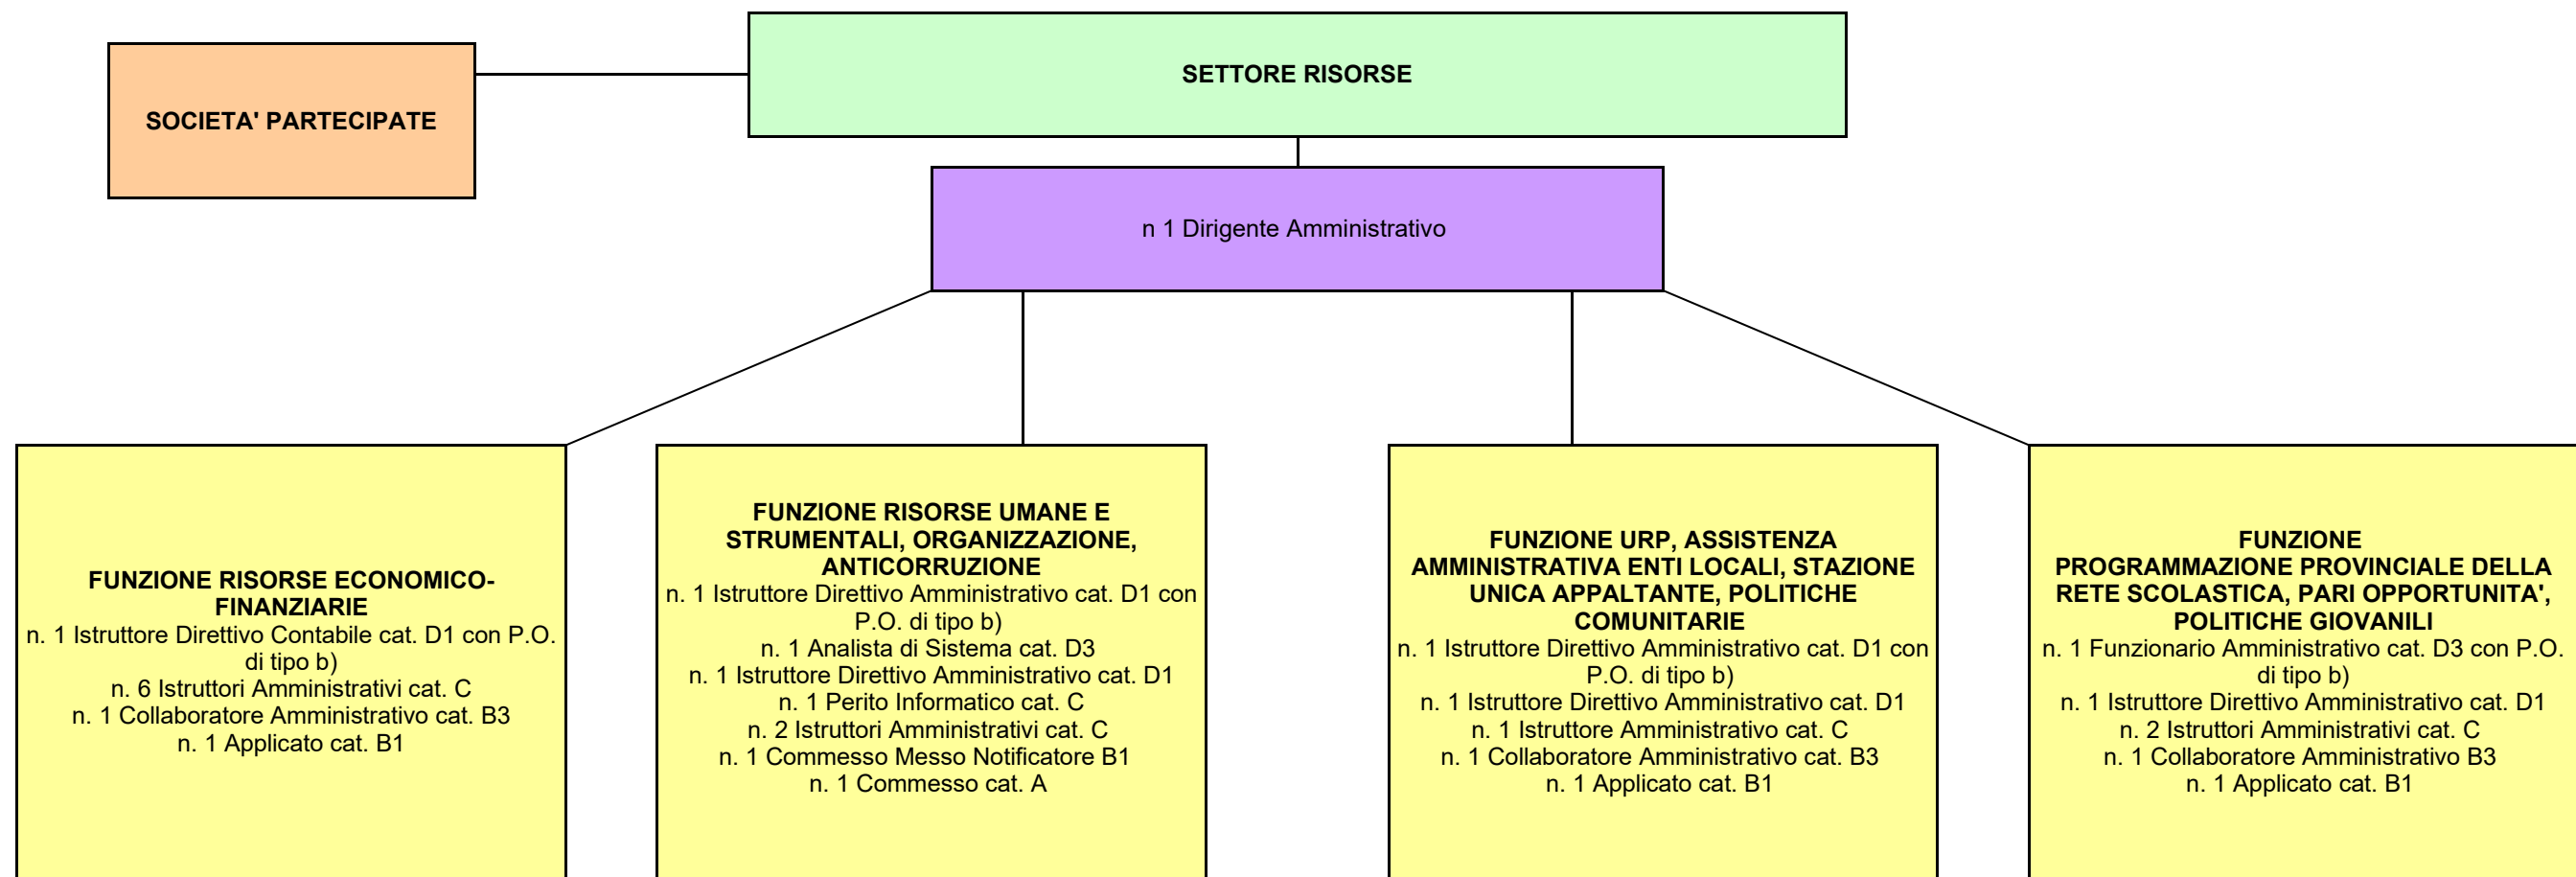 SETTORE RISORSE
SOCIETA' PARTECIPATE
n 1 Dirigente Amministrativo
FUNZIONE RISORSE ECONOMICO-
FINANZIARIE
n. 1 Istruttore Direttivo Contabile cat. D1 con P.O.
di tipo b)
n. 6 Istruttori Amministrativi cat. C
n. 1 Collaboratore Amministrativo cat. B3
n. 1 Applicato cat. B1
FUNZIONE RISORSE UMANE E
STRUMENTALI, ORGANIZZAZIONE,
ANTICORRUZIONE
n. 1 Istruttore Direttivo Amministrativo cat. D1 con
P.O. di tipo b)
n. 1 Analista di Sistema cat. D3
n. 1 Istruttore Direttivo Amministrativo cat. D1
n. 1 Perito Informatico cat. C
n. 2 Istruttori Amministrativi cat. C
n. 1 Commesso Messo Notificatore B1
n. 1 Commesso cat. A
FUNZIONE URP, ASSISTENZA
AMMINISTRATIVA ENTI LOCALI, STAZIONE
UNICA APPALTANTE, POLITICHE
COMUNITARIE
n. 1 Istruttore Direttivo Amministrativo cat. D1 con
P.O. di tipo b)
n. 1 Istruttore Direttivo Amministrativo cat. D1
n. 1 Istruttore Amministrativo cat. C
n. 1 Collaboratore Amministrativo cat. B3
n. 1 Applicato cat. B1
FUNZIONE
PROGRAMMAZIONE PROVINCIALE DELLA
RETE SCOLASTICA, PARI OPPORTUNITA',
POLITICHE GIOVANILI
n. 1 Funzionario Amministrativo cat. D3 con P.O.
di tipo b)
n. 1 Istruttore Direttivo Amministrativo cat. D1
n. 2 Istruttori Amministrativi cat. C
n. 1 Collaboratore Amministrativo B3
n. 1 Applicato cat. B1